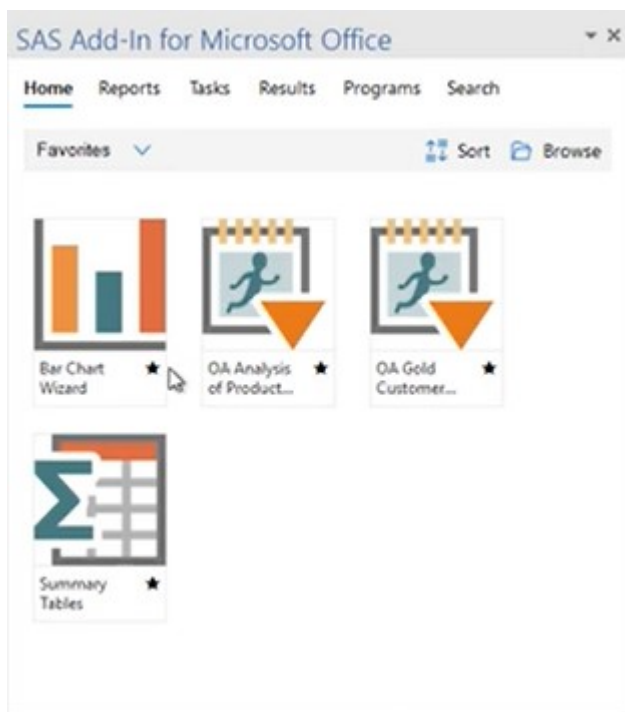 SAS Add-In for Microsoft Office
Home Reports Tasks Results Programs Search
Favorites Sort Browse
Bar Chart
Wizard
OA Analysis
of Product...
OA Gold
Customer...
Summary
Tables